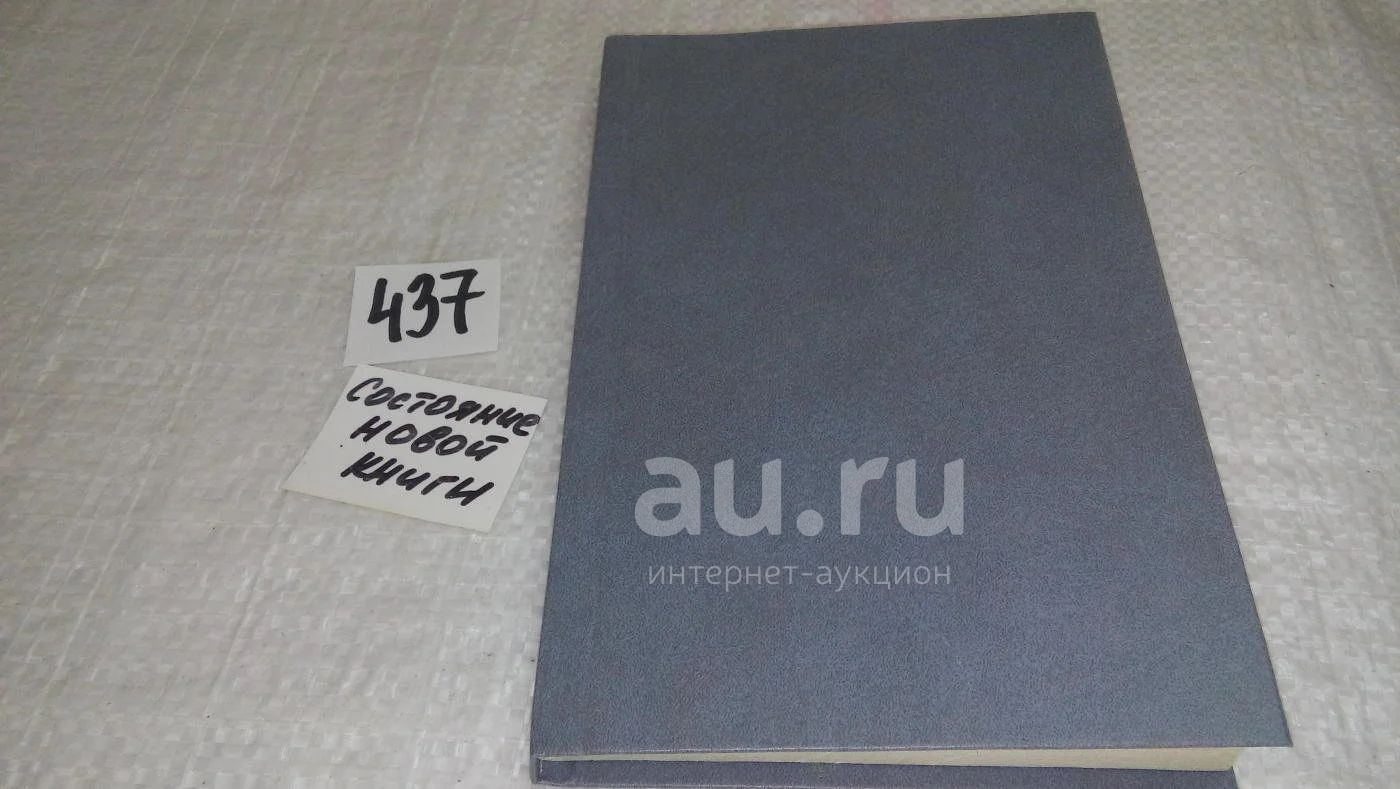 437
Состояние
новой
книги
au.ru
интернет-аукцион